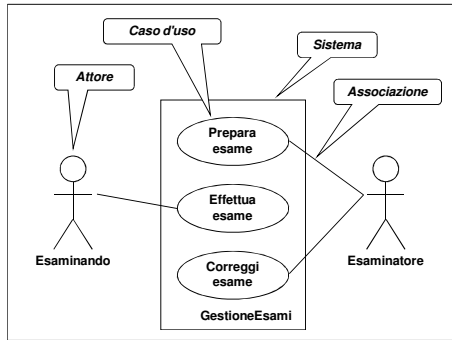 Caso d'uso
Sistema
Attore
Associazione
Prepara
esame
Effettua
esame
Esaminando
Esaminatore
Correggi
esame
GestioneEsami